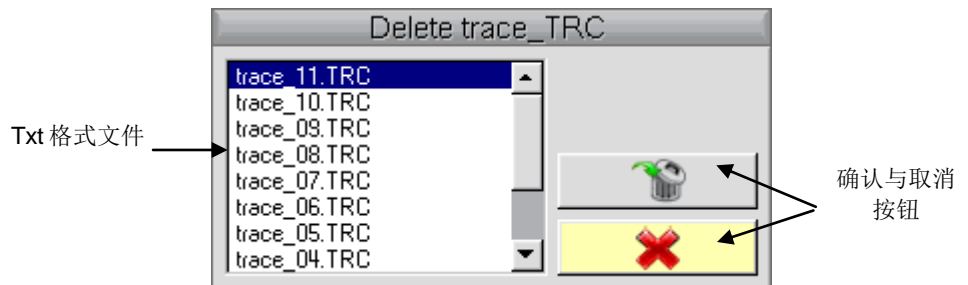 Delete trace_TRC
trace_11.TRC
trace_10.TRC
trace_09.TRC
trace_08.TRC
trace_07.TRC
trace_06.TRC
trace_05.TRC
trace_04.TRC
Txt 格式文件
确认与取消
按钮